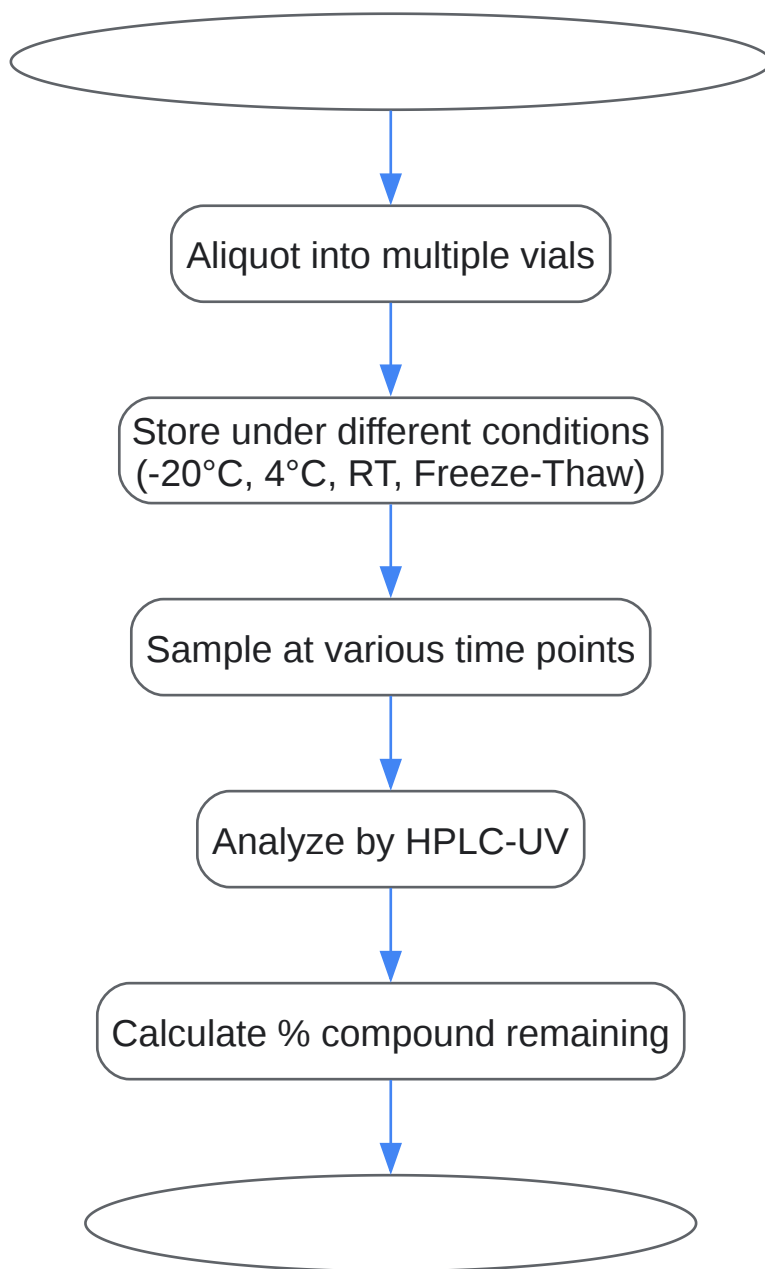 Aliquot into multiple vials
Store under different conditions
(-20°C, 4°C, RT, Freeze-Thaw)
Sample at various time points
Analyze by HPLC-UV
Calculate % compound remaining